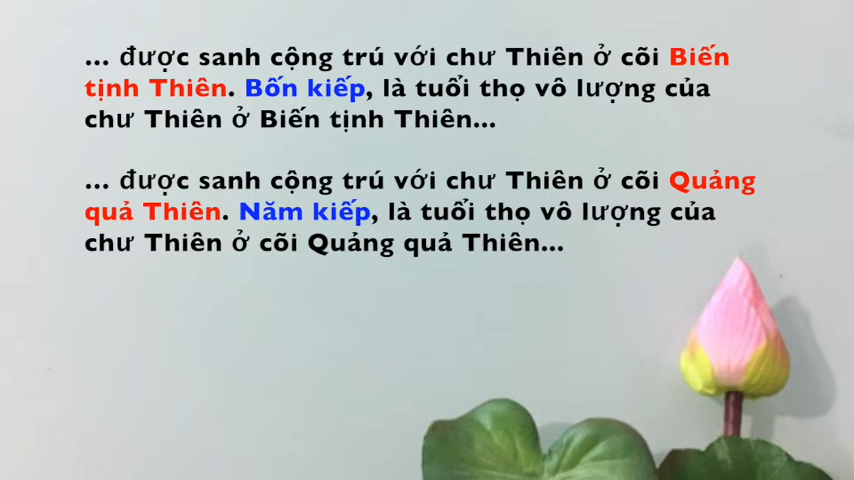 ... được sanh cộng trú với chư Thiên ở cõi Biến
tịnh Thiên. Bốn kiếp, là tuổi thọ vô lượng của
chư Thiên ở Biến tịnh Thiên...
... được sanh cộng trú với chư Thiên ở cõi Quảng
quả Thiên. Năm kiếp, là tuổi thọ vô lượng của
chư Thiên ở cõi Quảng quả Thiên...